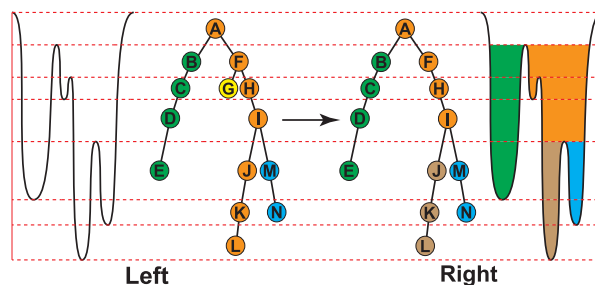 A A
B F B F
C G H C H
D I D I
E J M E J M
K N K N
L L
Left Right